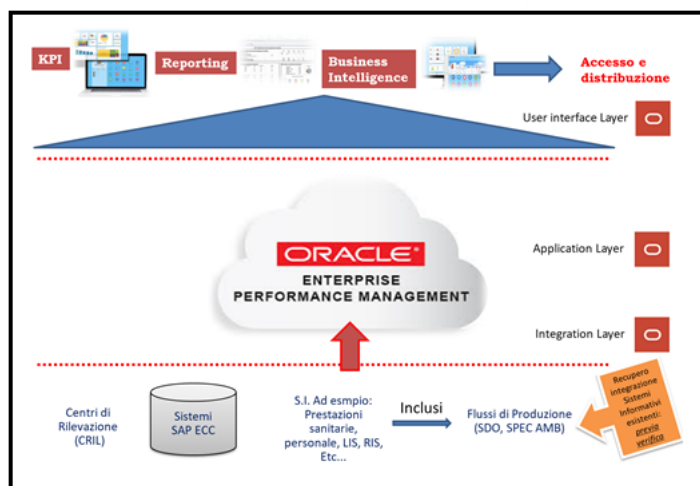 KPI
Reporting
Business
Intelligence
Accesso e
distribuzione
User interface Layer
ORACLE®
ENTERPRISE
PERFORMANCE MANAGEMENT
Application Layer
Integration Layer
Centri di
Rilevazione
(CRIL)
Sistemi
SAP ECC
S.I. Ad esmpio:
Prestazioni
sanitarie,
personale, LIS, RIS,
Etc...
Inclusi
Flussi di Produzione
(SDO, SPEC AMB)
Recupero
integrazione
Sistemi
Informativi
esistenti:
previa
verifica